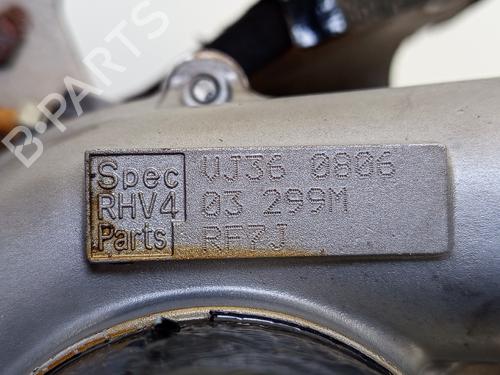 B-PARTS
Spec VJ36 0806
RHV4 03 299M
Parts RF7J